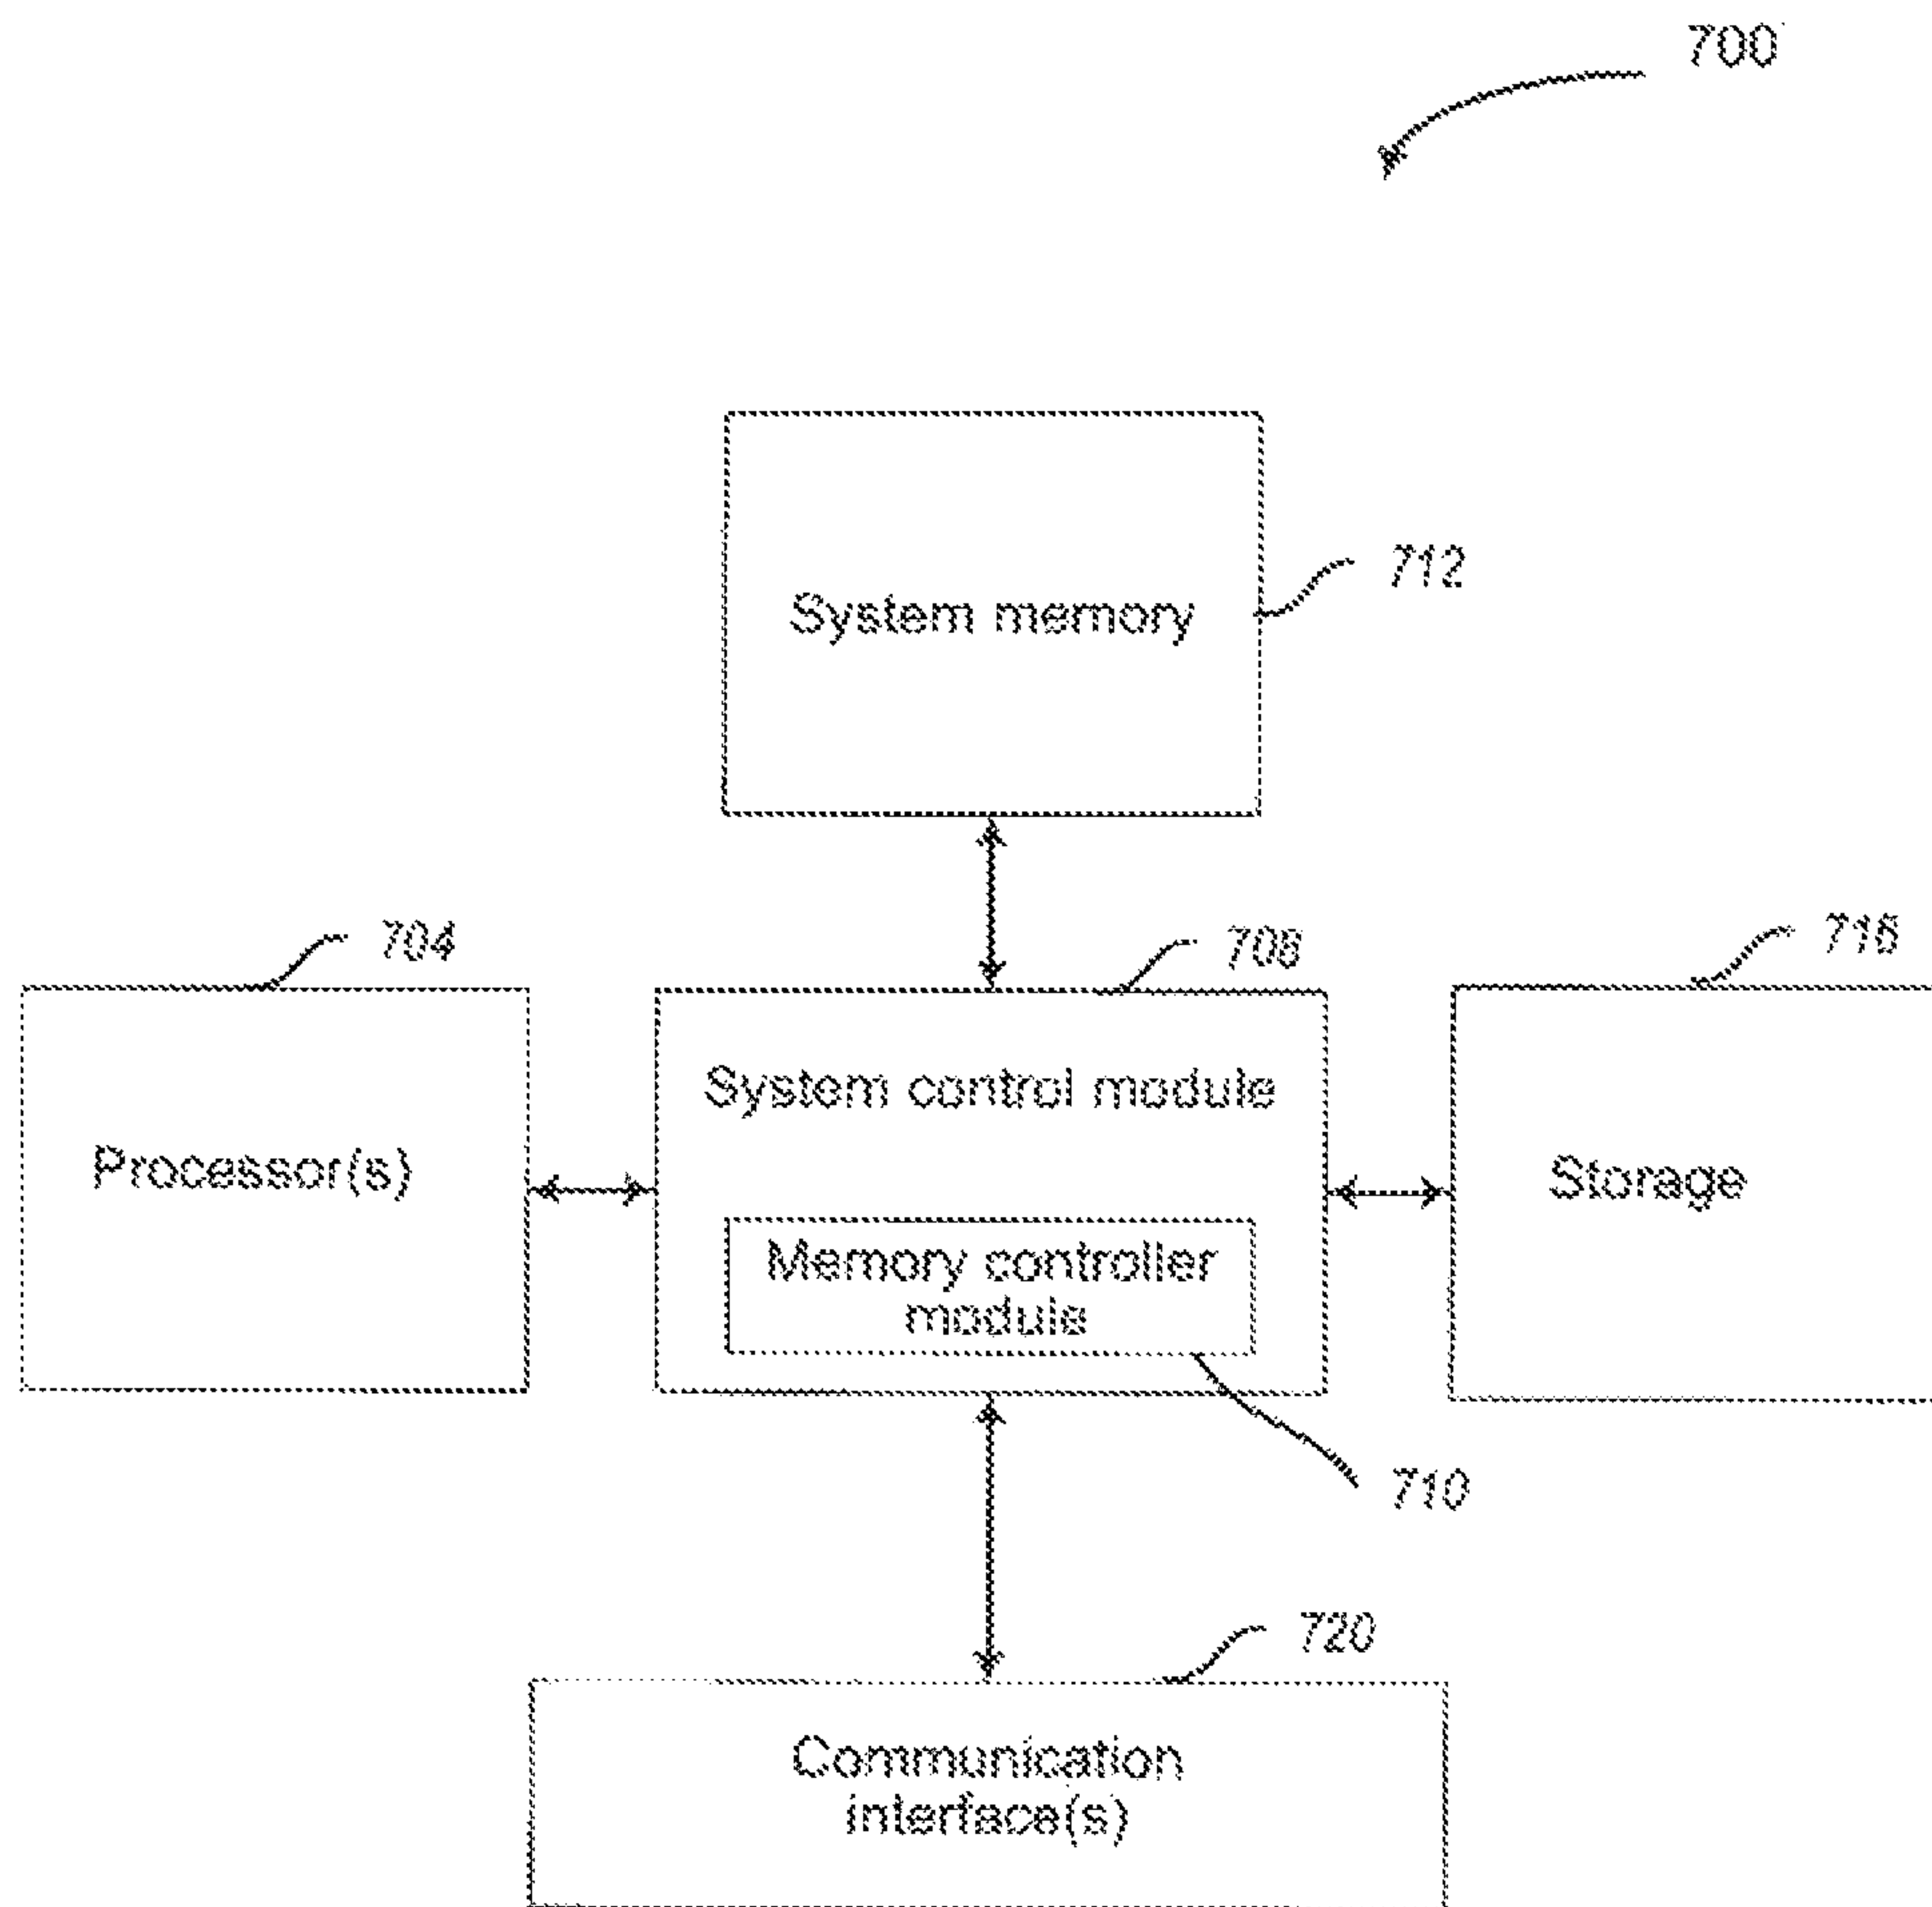 700
System memory
712
704
708
716
System control module
Processor(s)
Storage
Memory controller
module
710
720
Communication
interface(s)